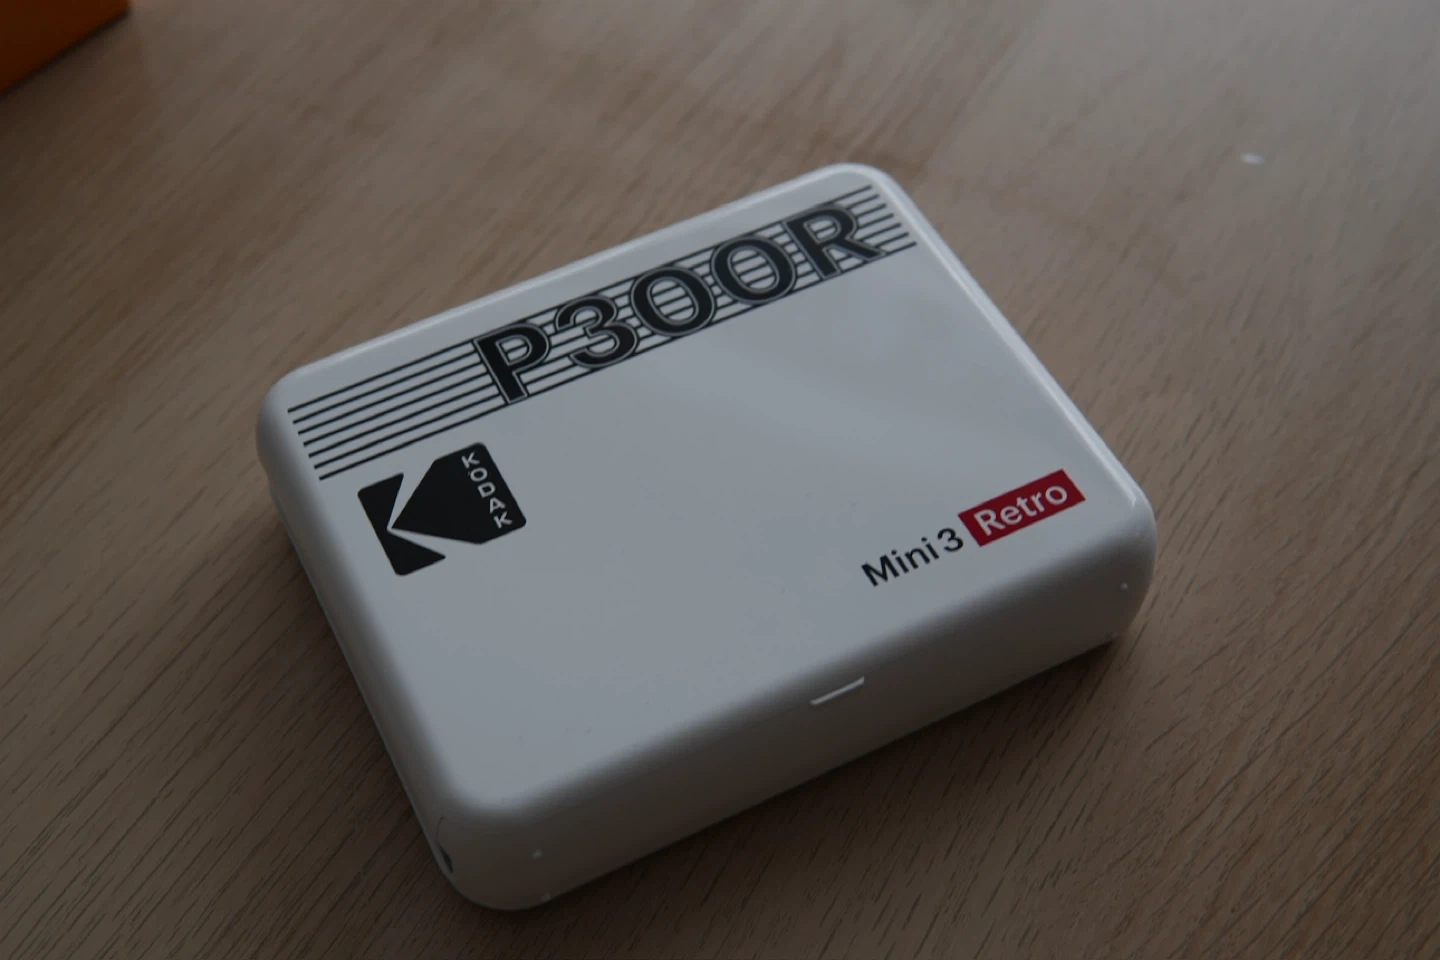 P300R
KODAK
Mini 3 Retro